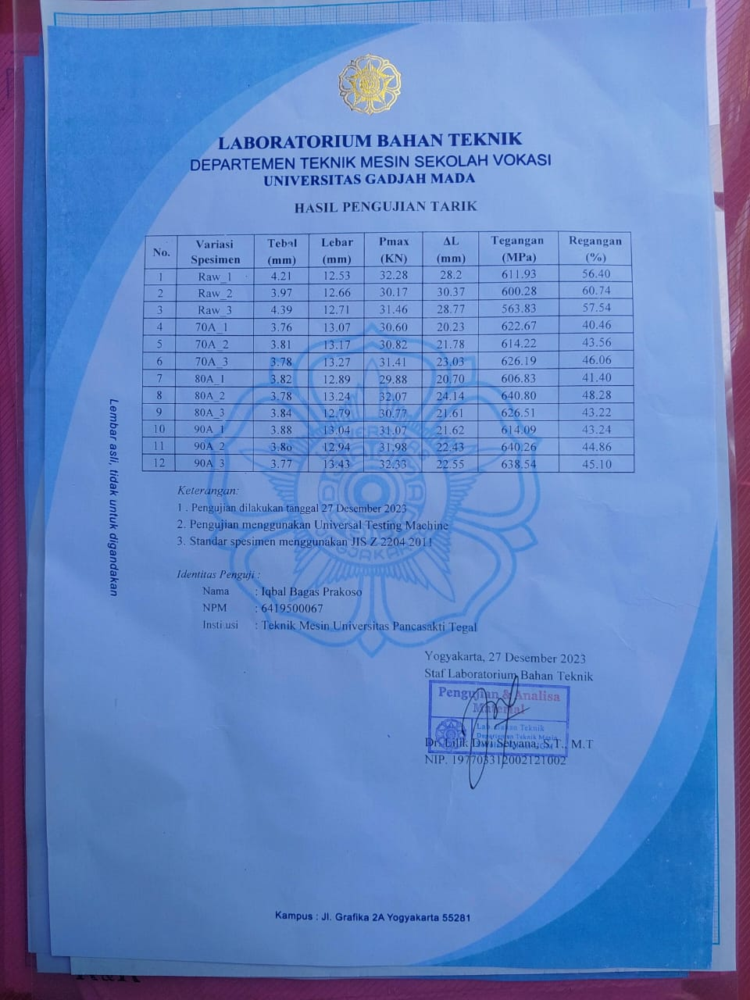 LABORATORIUM BAHAN TEKNIK
DEPARTEMEN TEKNIK MESIN SEKOLAH VOKASI
UNIVERSITAS GADJAH MADA
HASIL PENGUJIAN TARIK
No. Variasi Spesimen Tebal (mm) Lebar (mm) Pmax (KN) ΔL (mm) Tegangan (MPa) Regangan (%)
1 Raw_1 4.21 12.53 32.28 28.2 611.93 56.40
2 Raw_2 3.97 12.66 30.17 30.37 600.28 60.74
3 Raw_3 4.39 12.71 31.46 28.77 563.83 57.54
4 70A_1 3.76 13.07 30.60 20.23 622.67 40.46
5 70A_2 3.81 13.17 30.82 21.78 614.22 43.56
6 70A_3 3.78 13.27 31.41 23.03 626.19 46.06
7 80A_1 3.82 12.89 29.88 20.70 606.83 41.40
8 80A_2 3.78 13.24 32.07 24.14 640.80 48.28
9 80A_3 3.84 12.79 30.77 21.61 626.51 43.22
10 90A_1 3.88 13.04 31.07 21.62 614.09 43.24
11 90A_2 3.80 12.94 31.98 22.43 640.26 44.86
12 90A_3 3.77 13.43 32.33 22.55 638.54 45.10
Keterangan:
1 . Pengujian dilakukan tanggal 27 Desember 2023
2. Pengujian menggunakan Universal Testing Machine
3. Standar spesimen menggunakan JIS Z 2204 2011
Identitas Penguji :
Nama : Iqbal Bagas Prakoso
NPM : 6419500067
Institusi : Teknik Mesin Universitas Pancasakti Tegal
Lembar asli, tidak untuk digandakan
Yogyakarta, 27 Desember 2023
Staf Laboratorium Bahan Teknik
Pengujian & Analisa
Material
Lab. Bahan Teknik
Departemen Teknik Mesin
Dr. Lilik Dwi Setyana, S.T., M.T
NIP. 197703312002121002
Kampus : Jl. Grafika 2A Yogyakarta 55281